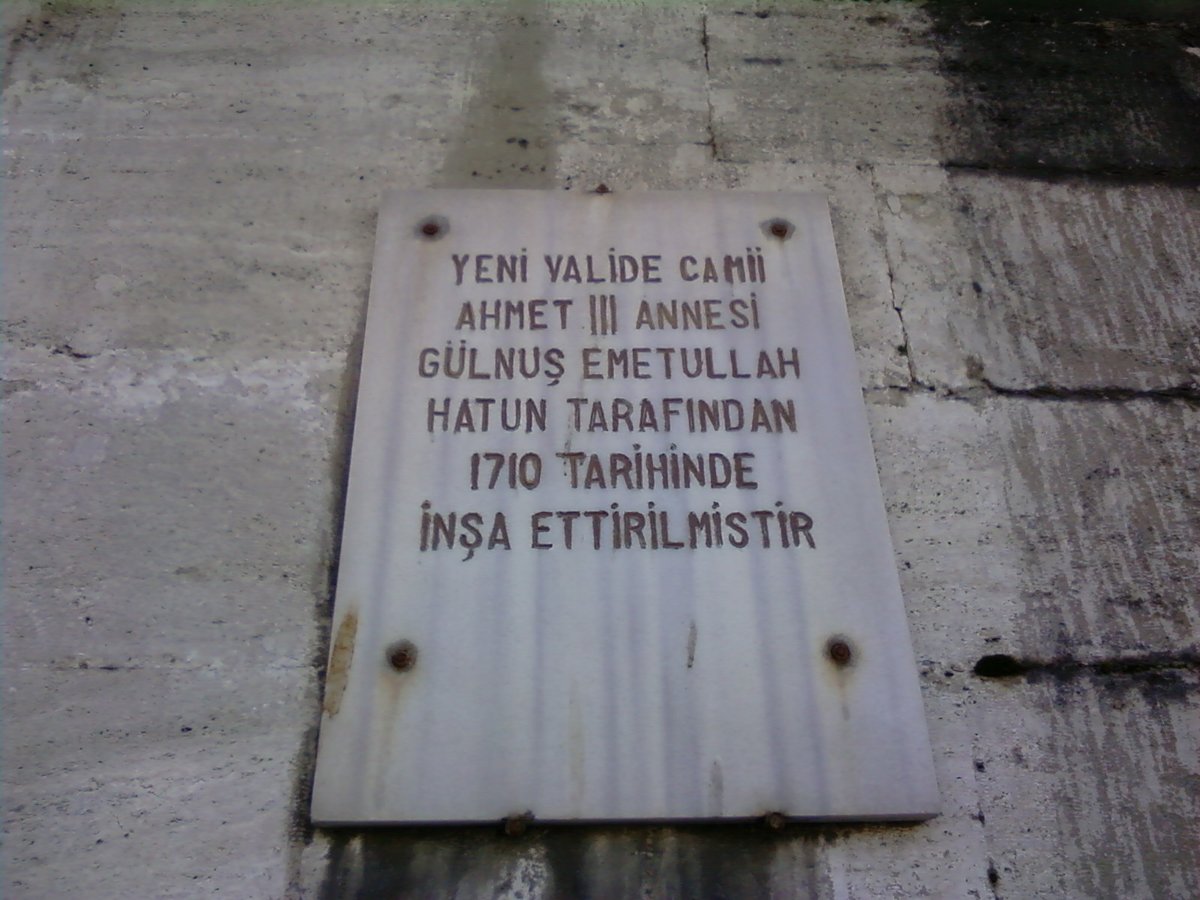 YENİ VALİDE CAMİİ
AHMET III ANNESİ
GÜLNUŞ EMETULLAH
HATUN TARAFINDAN
1710 TARİHİNDE
İNŞA ETTİRİLMİSTİR